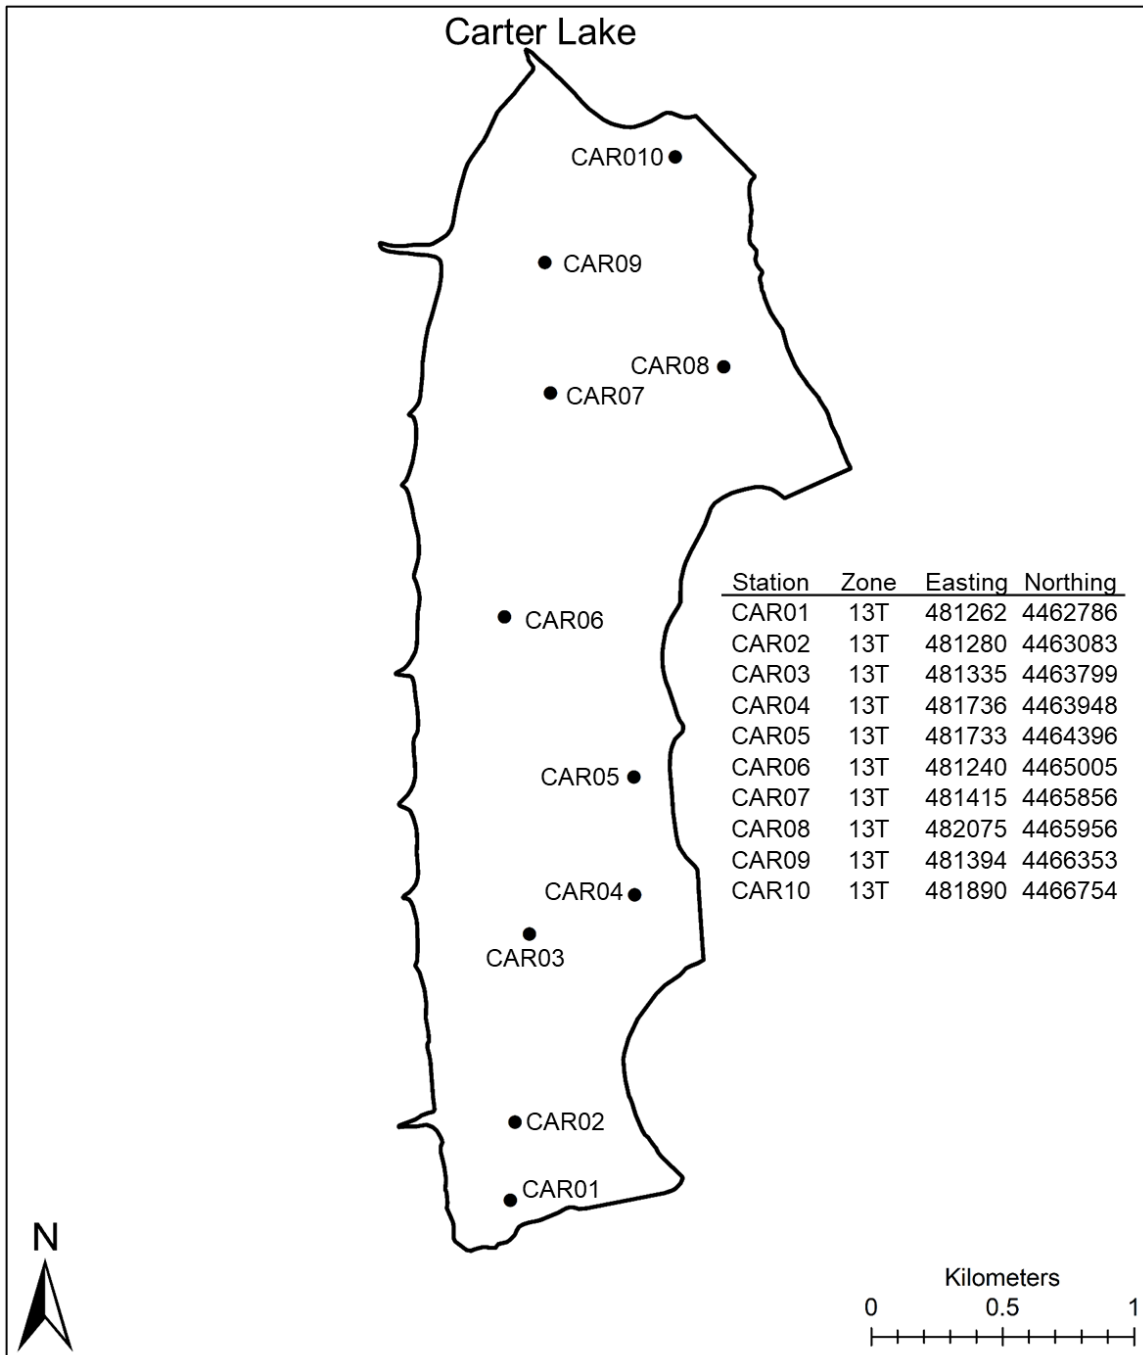 Carter Lake
CAR010
CAR09
CAR08
CAR07
CAR06
CAR05
CAR04
CAR03
CAR02
CAR01
Station Zone Easting Northing
CAR01 13T 481262 4462786
CAR02 13T 481280 4463083
CAR03 13T 481335 4463799
CAR04 13T 481736 4463948
CAR05 13T 481733 4464396
CAR06 13T 481240 4465005
CAR07 13T 481415 4465856
CAR08 13T 482075 4465956
CAR09 13T 481394 4466353
CAR10 13T 481890 4466754
N
Kilometers
0 0.5 1